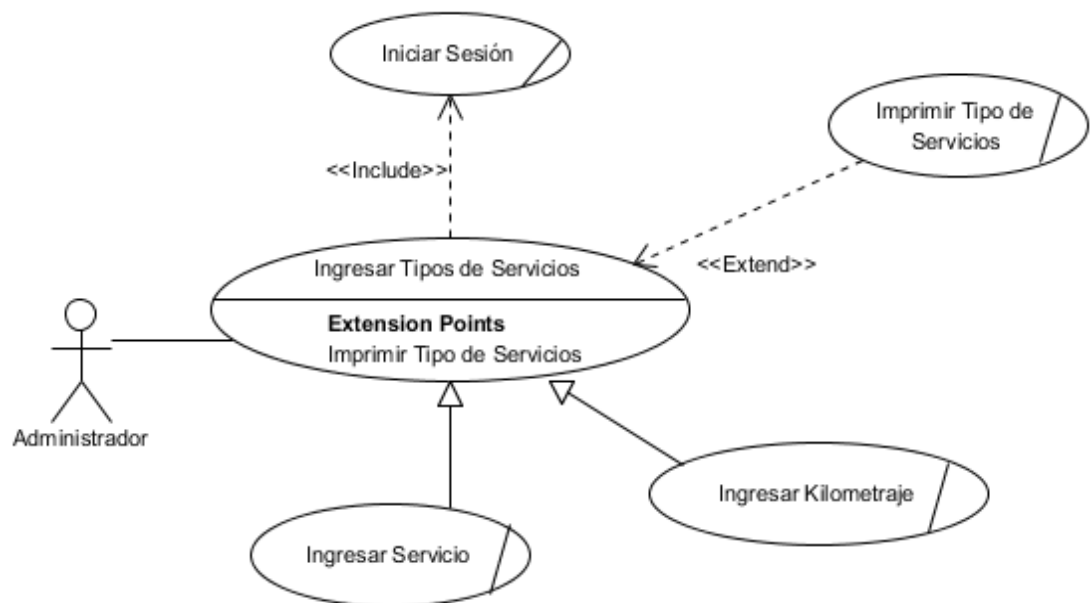 Iniciar Sesión
Imprimir Tipo de
Servicios
<<Include>>
<<Extend>>
Ingresar Tipos de Servicios
Extension Points
Imprimir Tipo de Servicios
Administrador
Ingresar Kilometraje
Ingresar Servicio